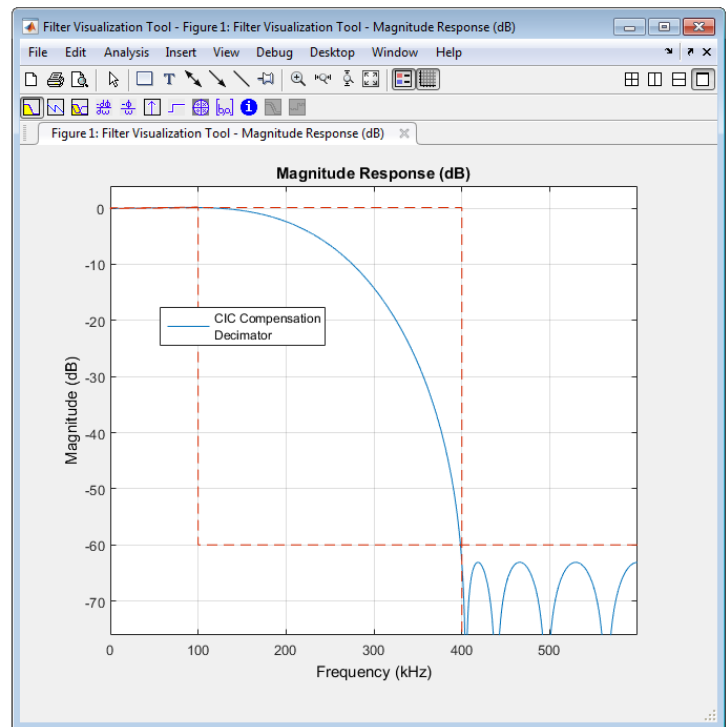 Filter Visualization Tool - Figure 1: Filter Visualization Tool - Magnitude Response (dB)
File Edit Analysis Insert View Debug Desktop Window Help
T
[b,a]
Figure 1: Filter Visualization Tool - Magnitude Response (dB)
Magnitude Response (dB)
0
-10
-20
-30
-40
-50
-60
-70
Magnitude (dB)
CIC Compensation
Decimator
0 100 200 300 400 500
Frequency (kHz)